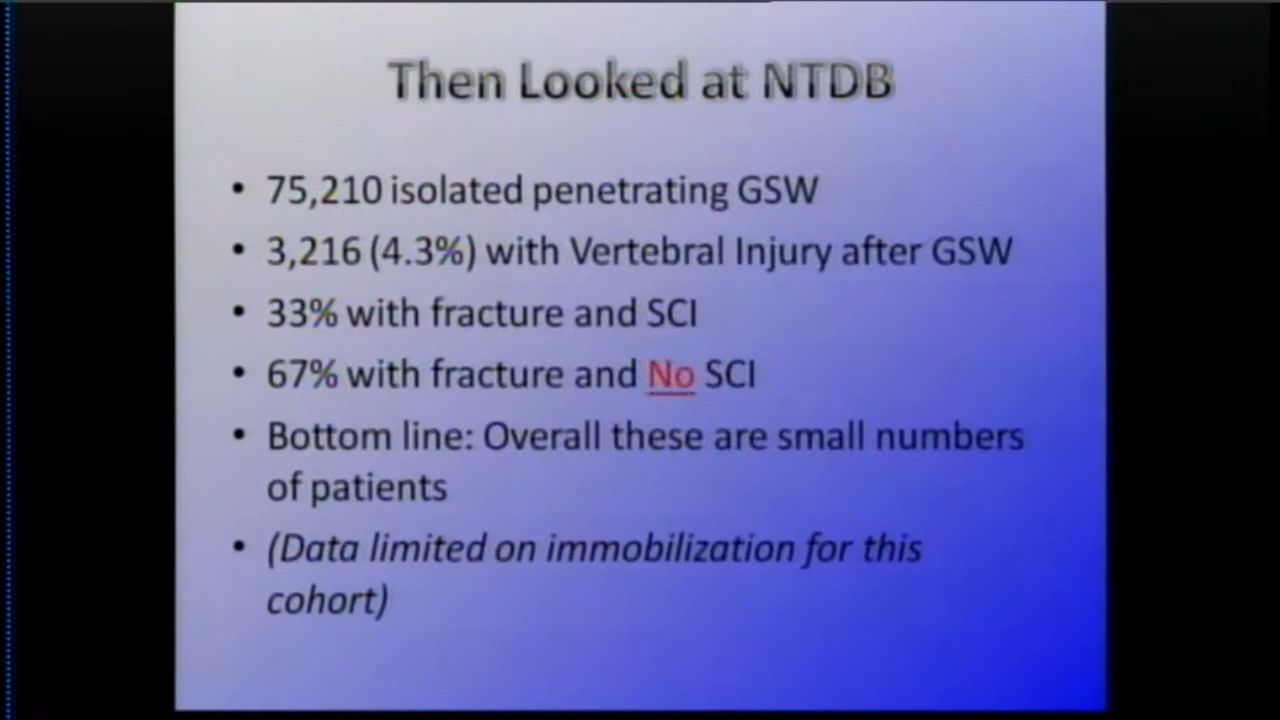 Then Looked at NTDB
• 75,210 isolated penetrating GSW
• 3,216 (4.3%) with Vertebral Injury after GSW
• 33% with fracture and SCI
• 67% with fracture and No SCI
• Bottom line: Overall these are small numbers
of patients
• (Data limited on immobilization for this
cohort)